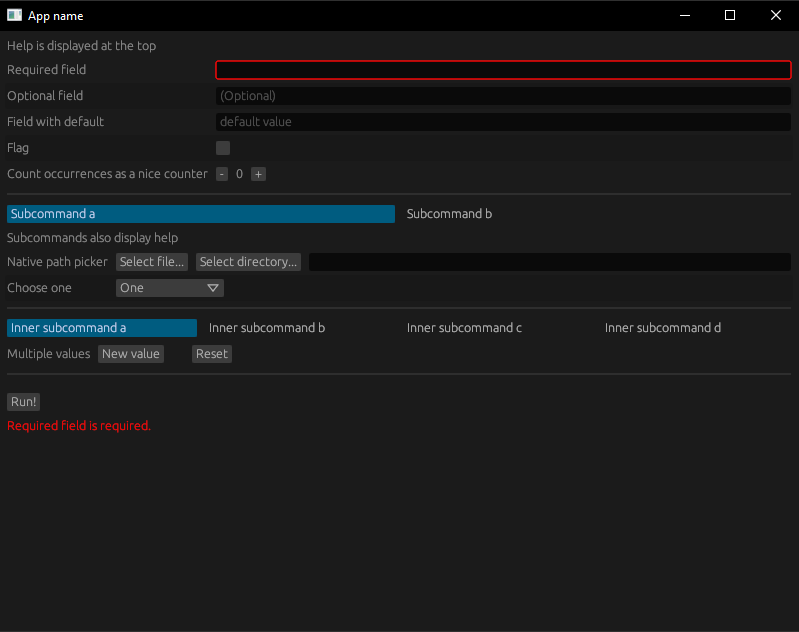 App name
Help is displayed at the top
Required field
Optional field (Optional)
Field with default default value
Flag
Count occurrences as a nice counter - 0 +
Subcommand a Subcommand b
Subcommands also display help
Native path picker Select file... Select directory...
Choose one One
Inner subcommand a Inner subcommand b Inner subcommand c Inner subcommand d
Multiple values New value Reset
Run!
Required field is required.